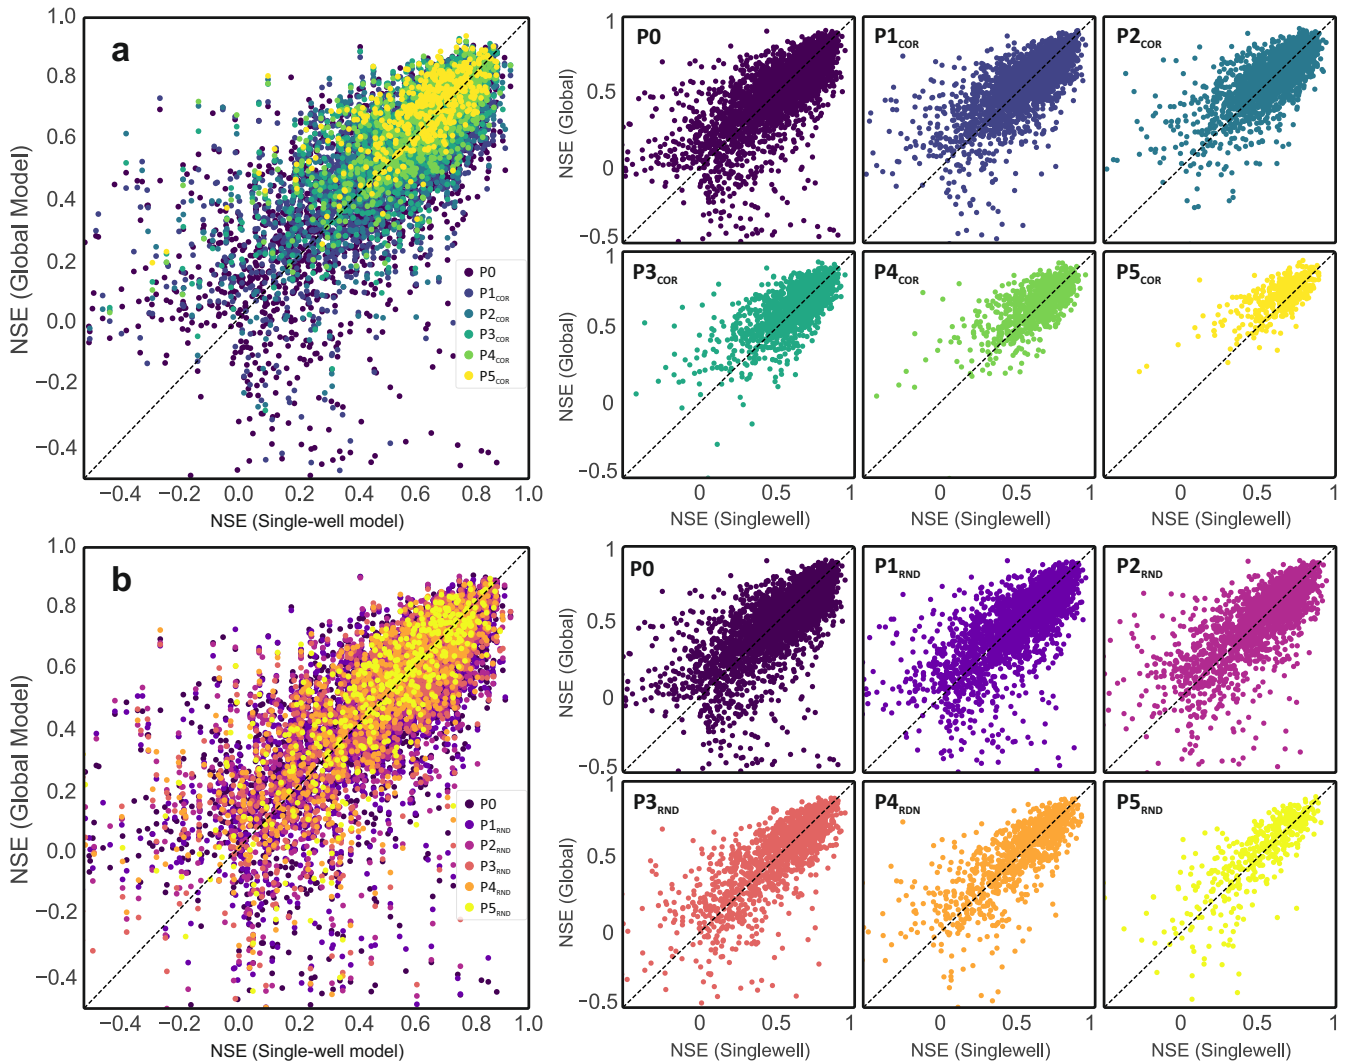 a
1.0
0.8
0.6
0.4
0.2
0.0
−0.2
−0.4
NSE (Global Model)
P0
P1COR
P2COR
P3COR
P4COR
P5COR
−0.4 −0.2 0.0 0.2 0.4 0.6 0.8 1.0
NSE (Single-well model)
P0
P1COR
P2COR
1
0.5
0
−0.5
NSE (Global)
P3COR
P4COR
P5COR
1
0.5
0
−0.5
NSE (Global)
0 0.5 1
0 0.5 1
0 0.5 1
NSE (Singlewell)
NSE (Singlewell)
NSE (Singlewell)
b
1.0
0.8
0.6
0.4
0.2
0.0
−0.2
−0.4
NSE (Global Model)
P0
P1RND
P2RND
P3RND
P4RND
P5RND
−0.4 −0.2 0.0 0.2 0.4 0.6 0.8 1.0
NSE (Single-well model)
P0
P1RND
P2RND
1
0.5
0
−0.5
NSE (Global)
P3RND
P4RDN
P5RND
1
0.5
0
−0.5
NSE (Global)
0 0.5 1
0 0.5 1
0 0.5 1
NSE (Singlewell)
NSE (Singlewell)
NSE (Singlewell)